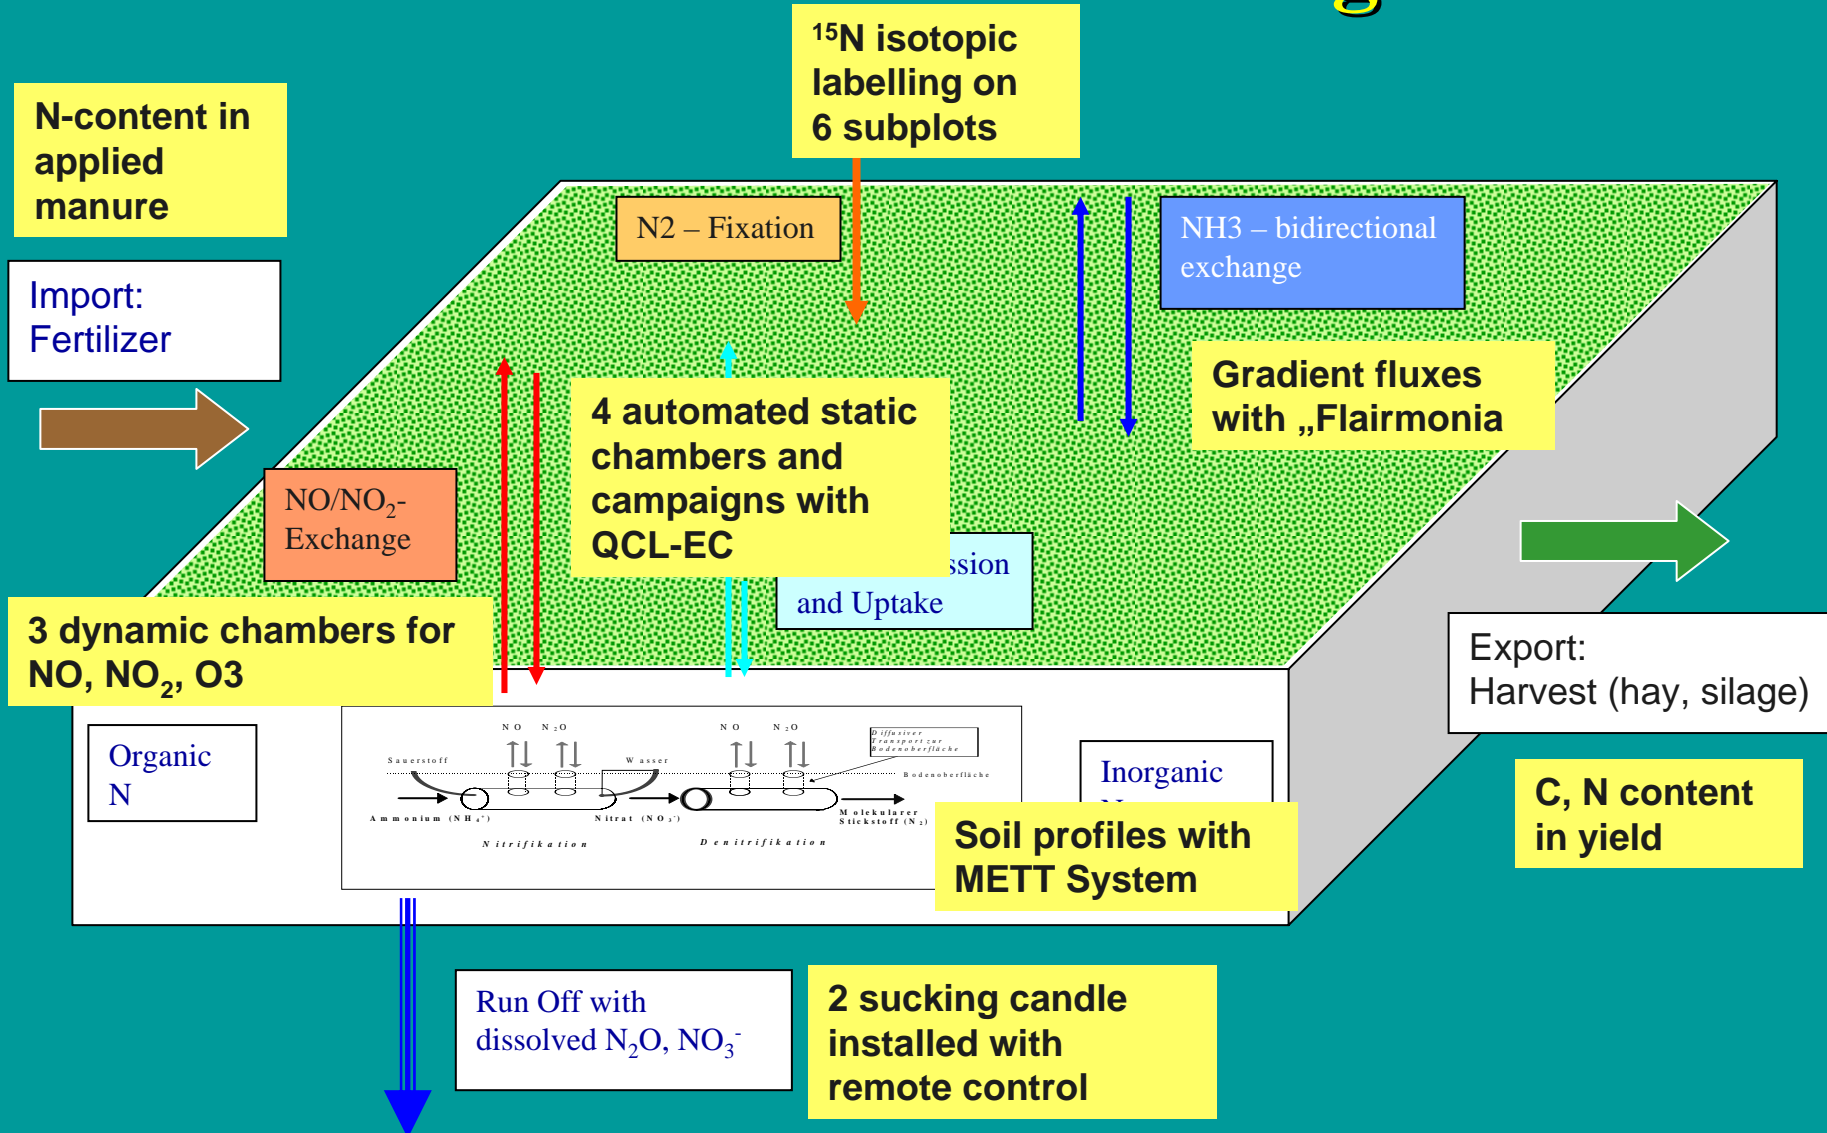 ¹⁵N isotopic
labelling on
6 subplots
N-content in
applied
manure
N2 – Fixation
NH3 – bidirectional
exchange
Import:
Fertilizer
Gradient fluxes
with „Flairmonia
4 automated static
chambers and
campaigns with
QCL-EC
NO/NO₂-
Exchange
and Uptake
3 dynamic chambers for
NO, NO₂, O3
Export:
Harvest (hay, silage)
Organic
N
NO N₂O
NO N₂O
Diffusiver
Transport zur
Bodenoberfläche
Sauerstoff
Wasser
Bodenoberfläche
Ammonium (NH₄⁺)
Nitrat (NO₃⁻)
Molekularer
Stickstoff (N₂)
Nitrifikation
Denitrifikation
Inorganic
Soil profiles with
METT System
C, N content
in yield
Run Off with
dissolved N₂O, NO₃⁻
2 sucking candle
installed with
remote control